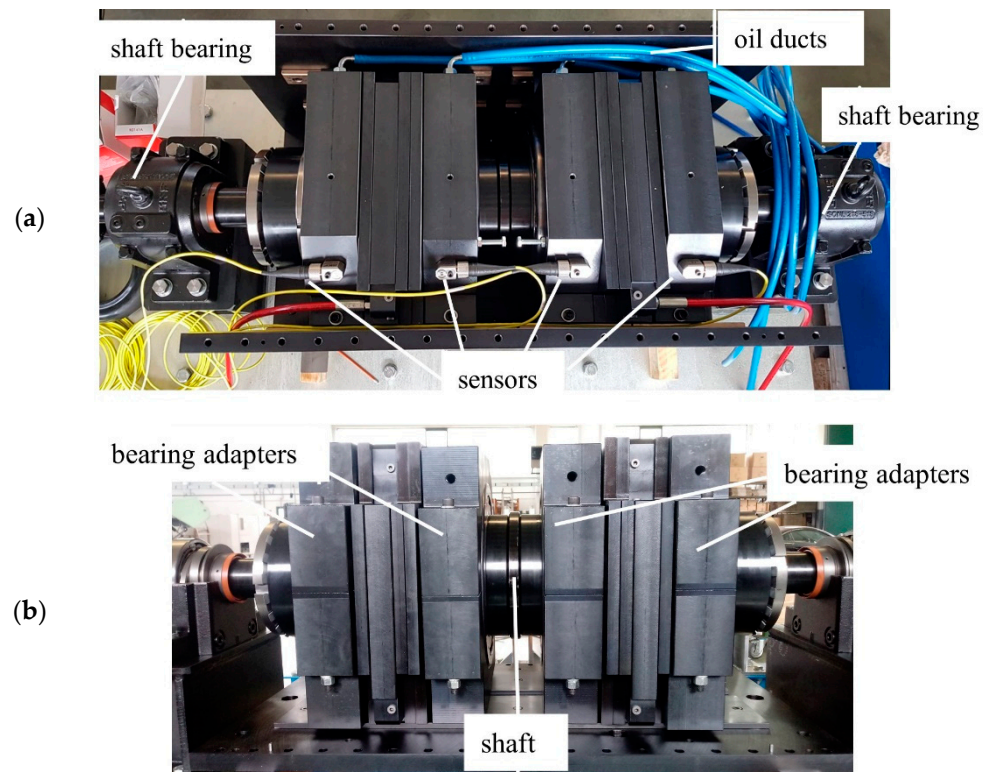 shaft bearing
oil ducts
shaft bearing
(a)
sensors
bearing adapters
bearing adapters
(b)
shaft